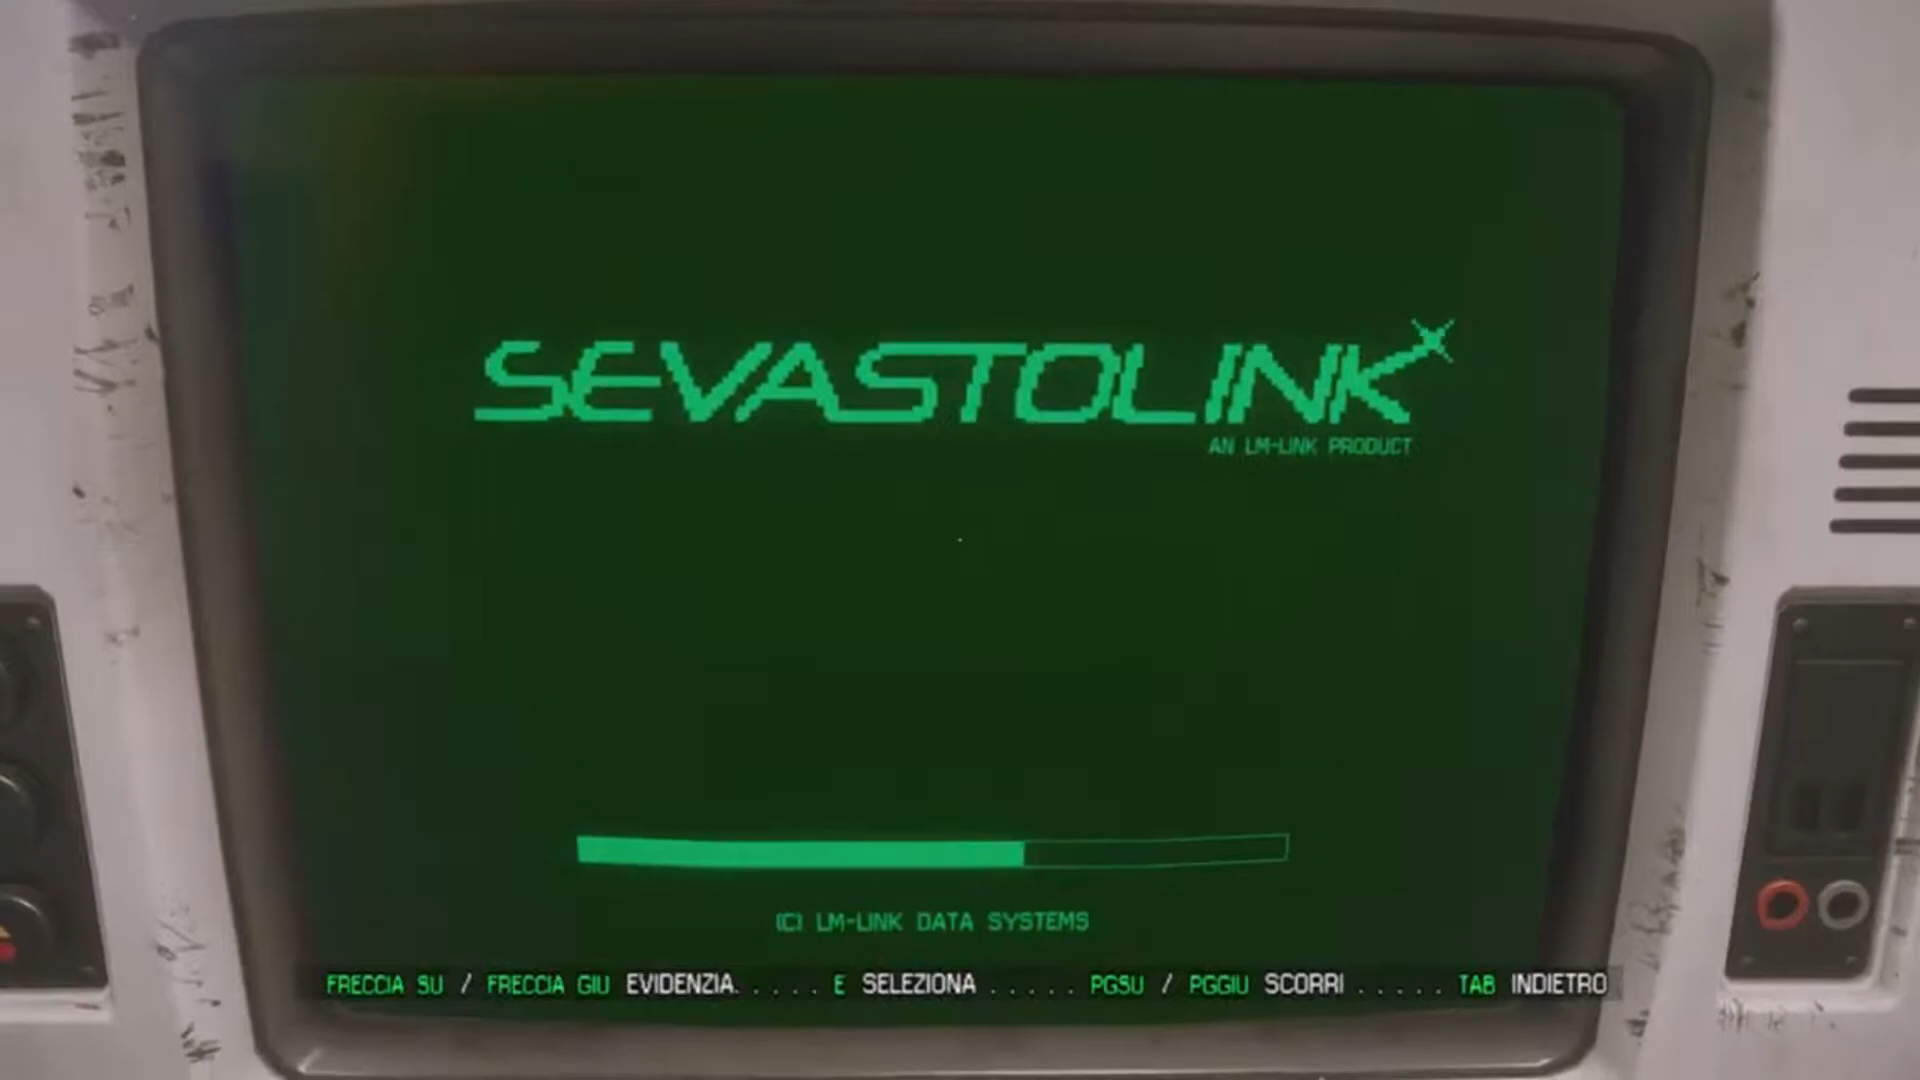 SEVASTOLINK
AN LM-LINK PRODUCT
(C) LM-LINK DATA SYSTEMS
FRECCIA SU / FRECCIA GIU EVIDENZIA..... E SELEZIONA ..... PGSU / PGGIU SCORRI ..... TAB INDIETRO